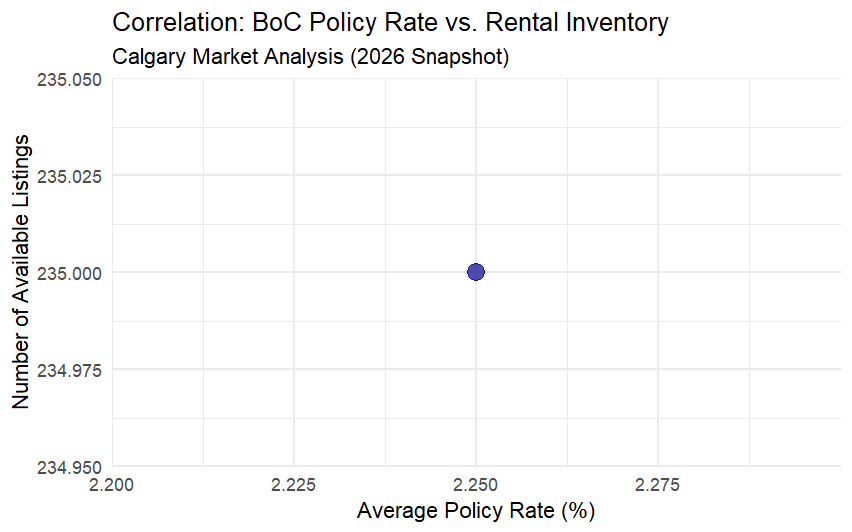 Correlation: BoC Policy Rate vs. Rental Inventory
Calgary Market Analysis (2026 Snapshot)
Number of Available Listings
235.050
235.025
235.000
234.975
234.950
2.200
2.225
2.250
2.275
Average Policy Rate (%)